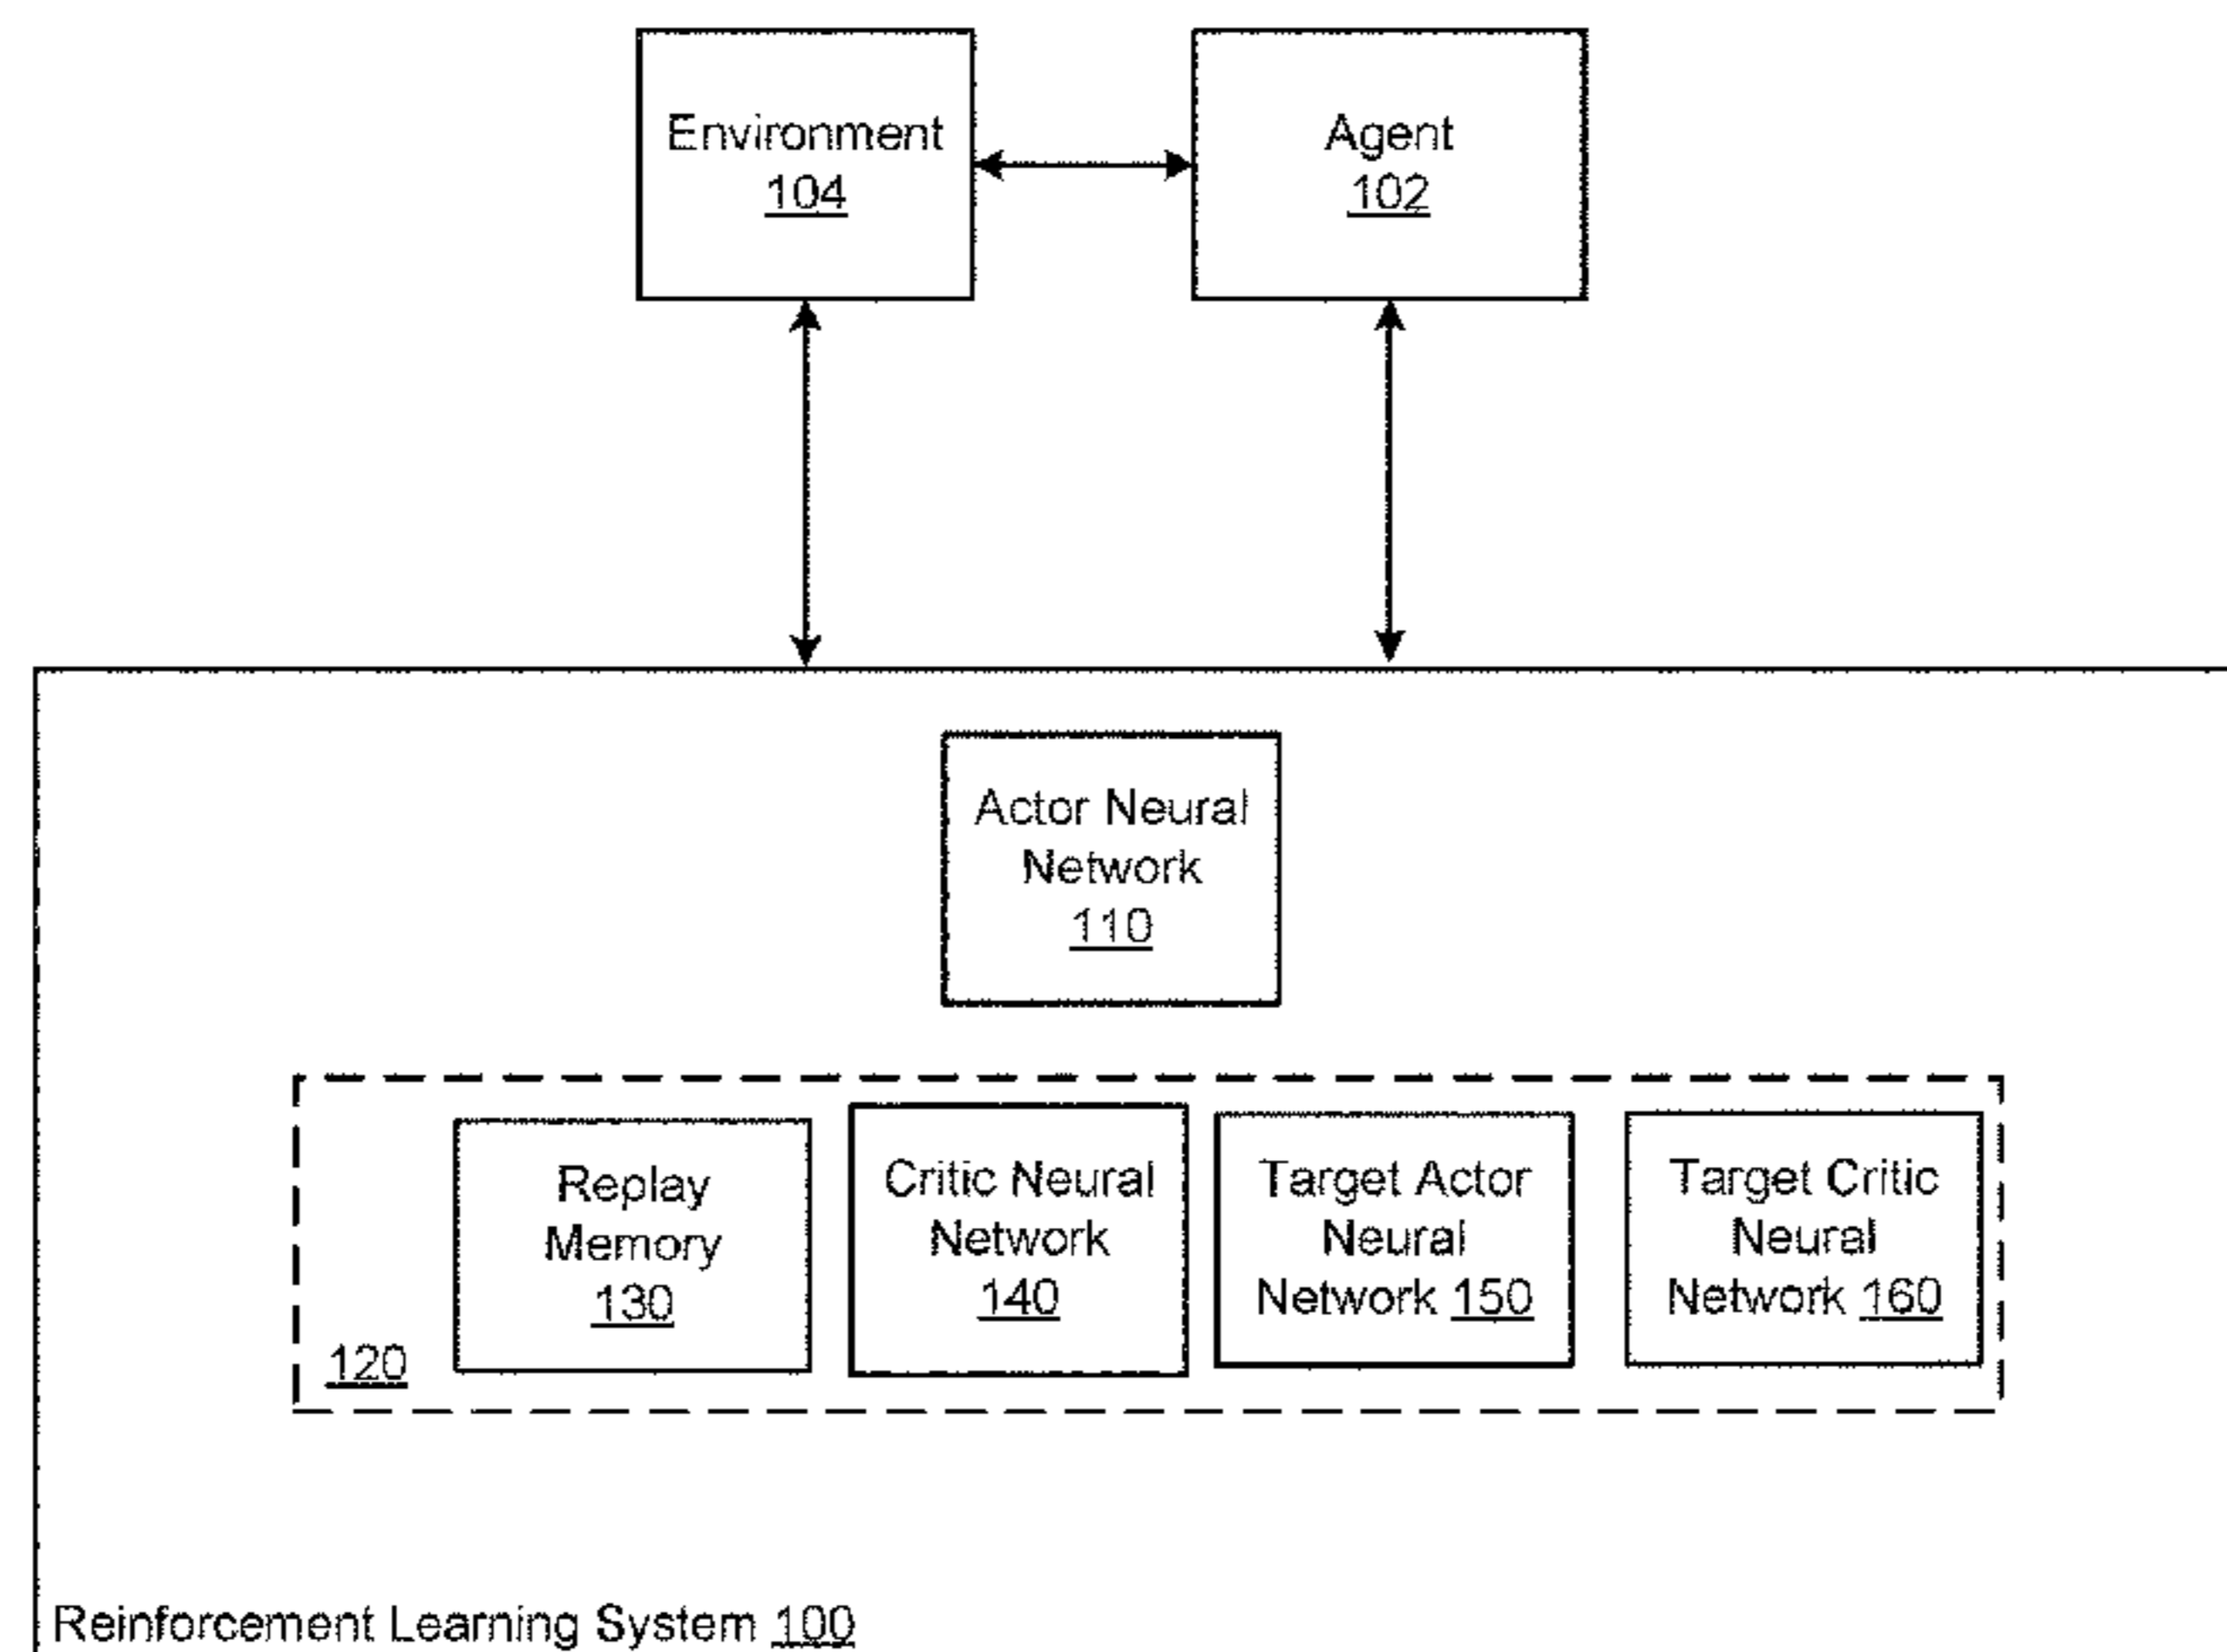 Environment
104
Agent
102
Actor Neural
Network
110
Replay
Memory
130
Critic Neural
Network
140
Target Actor
Neural
Network 150
Target Critic
Neural
Network 160
120
Reinforcement Learning System 100